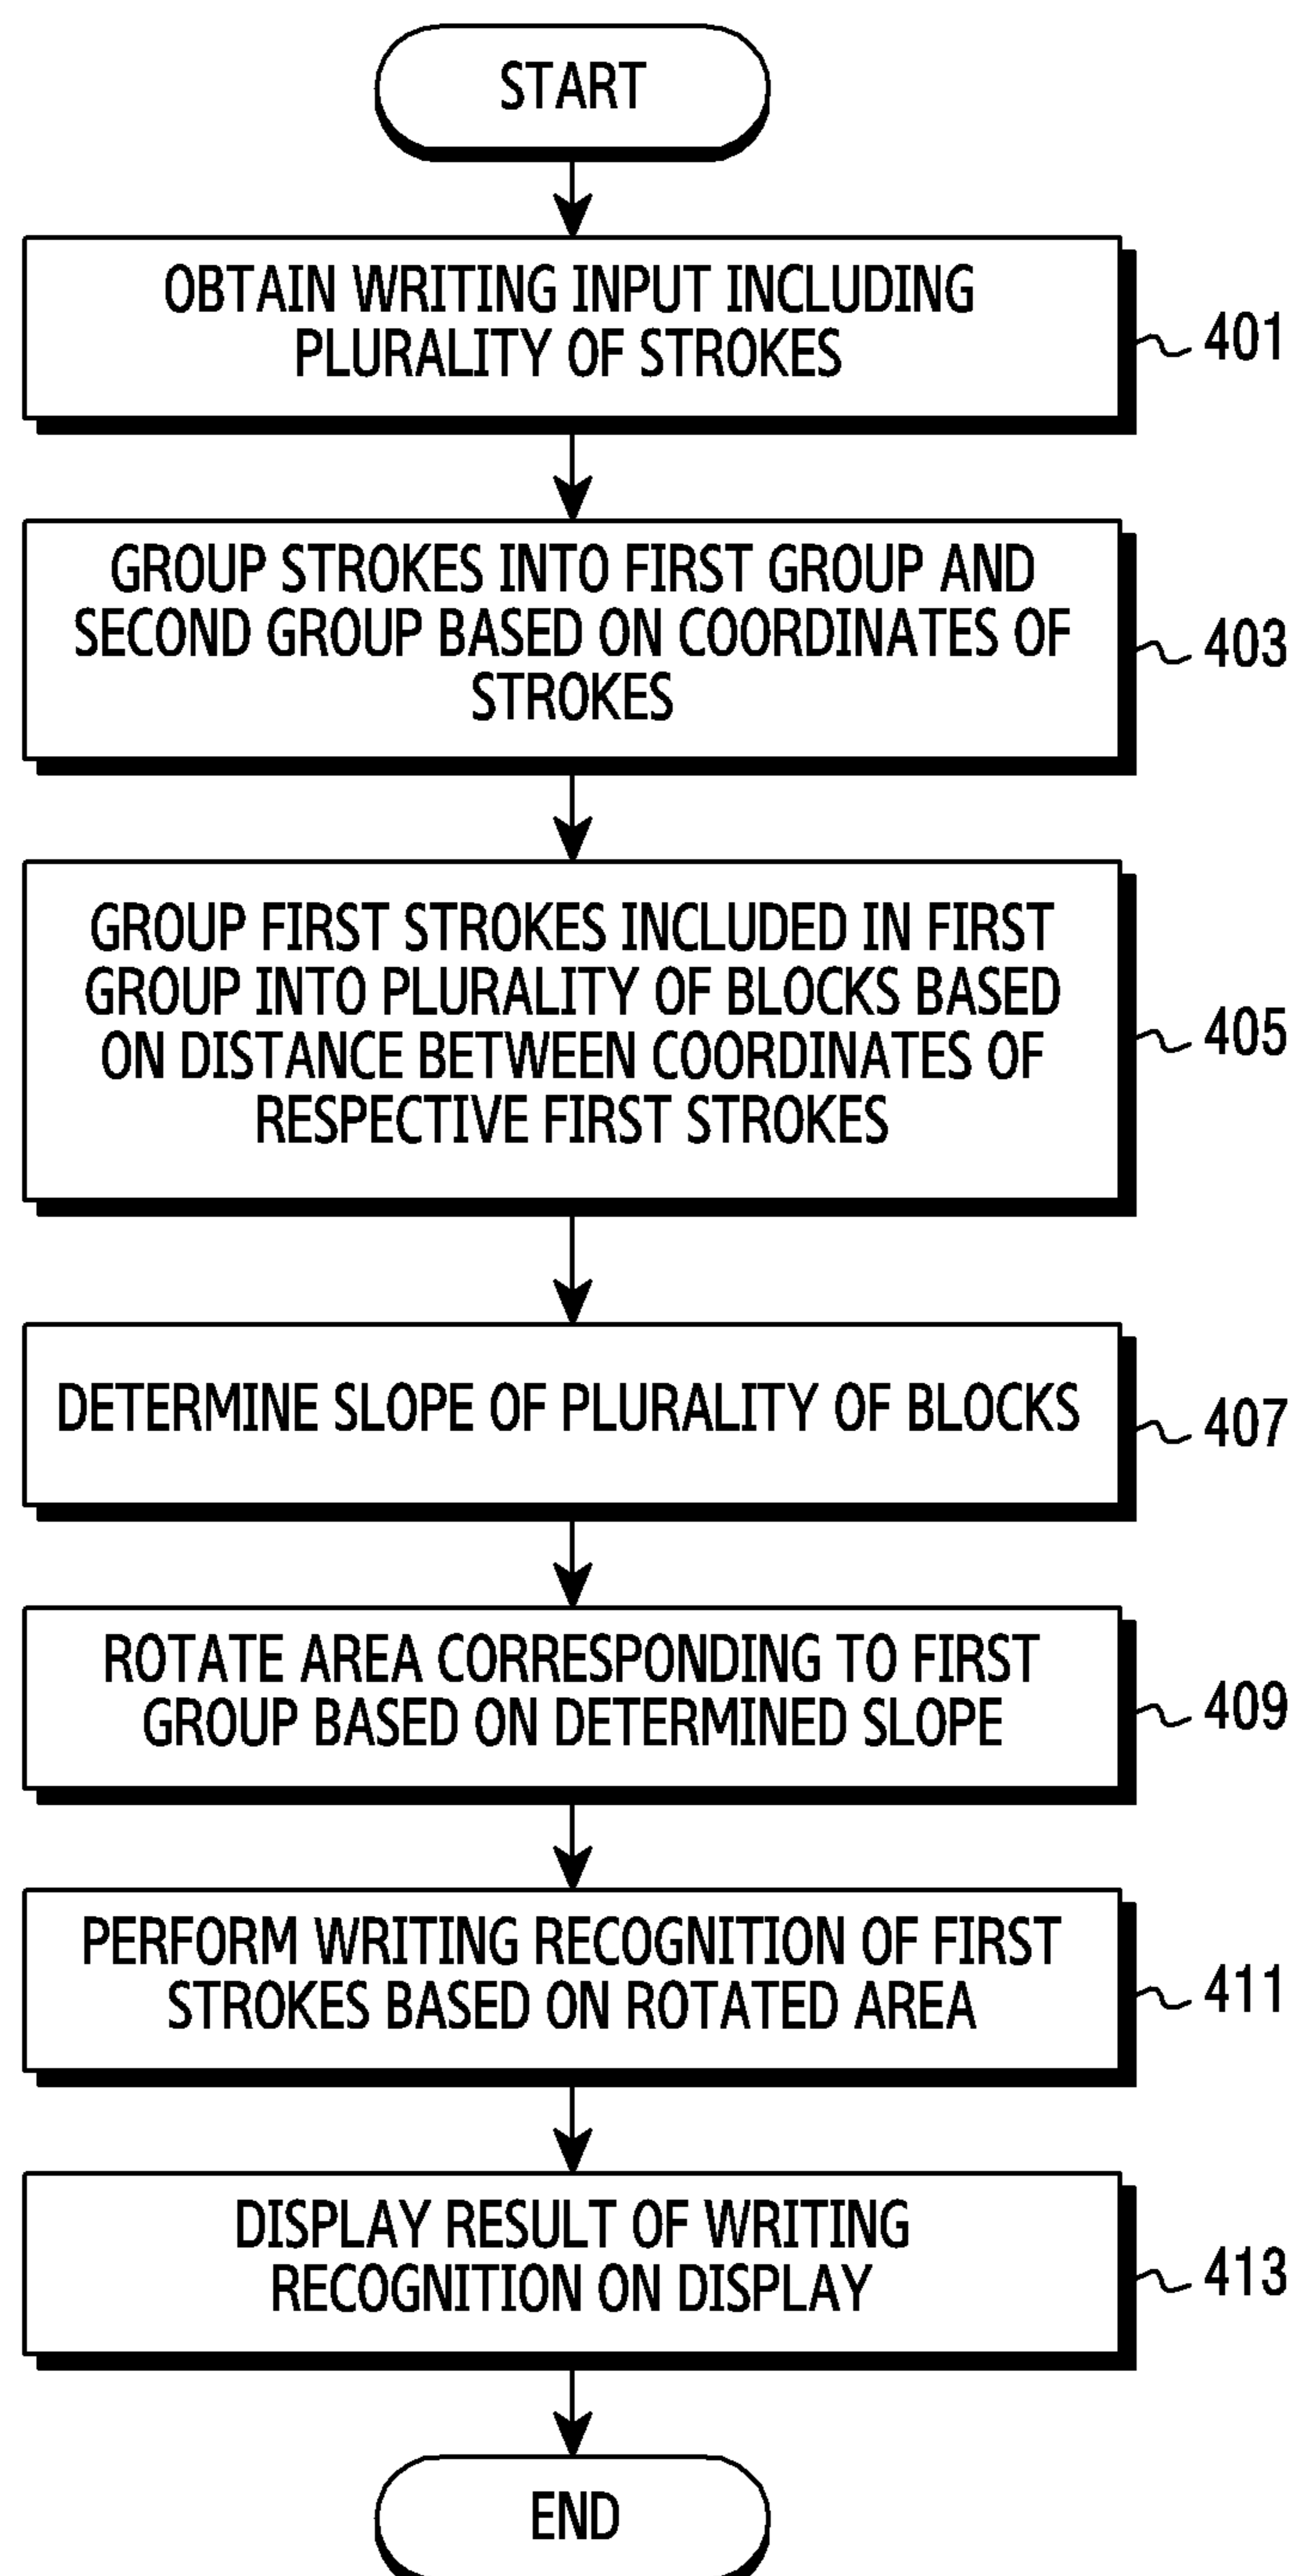 START
OBTAIN WRITING INPUT INCLUDING
PLURALITY OF STROKES
401
GROUP STROKES INTO FIRST GROUP AND
SECOND GROUP BASED ON COORDINATES OF
STROKES
403
GROUP FIRST STROKES INCLUDED IN FIRST
GROUP INTO PLURALITY OF BLOCKS BASED
ON DISTANCE BETWEEN COORDINATES OF
RESPECTIVE FIRST STROKES
405
DETERMINE SLOPE OF PLURALITY OF BLOCKS
407
ROTATE AREA CORRESPONDING TO FIRST
GROUP BASED ON DETERMINED SLOPE
409
PERFORM WRITING RECOGNITION OF FIRST
STROKES BASED ON ROTATED AREA
411
DISPLAY RESULT OF WRITING
RECOGNITION ON DISPLAY
413
END